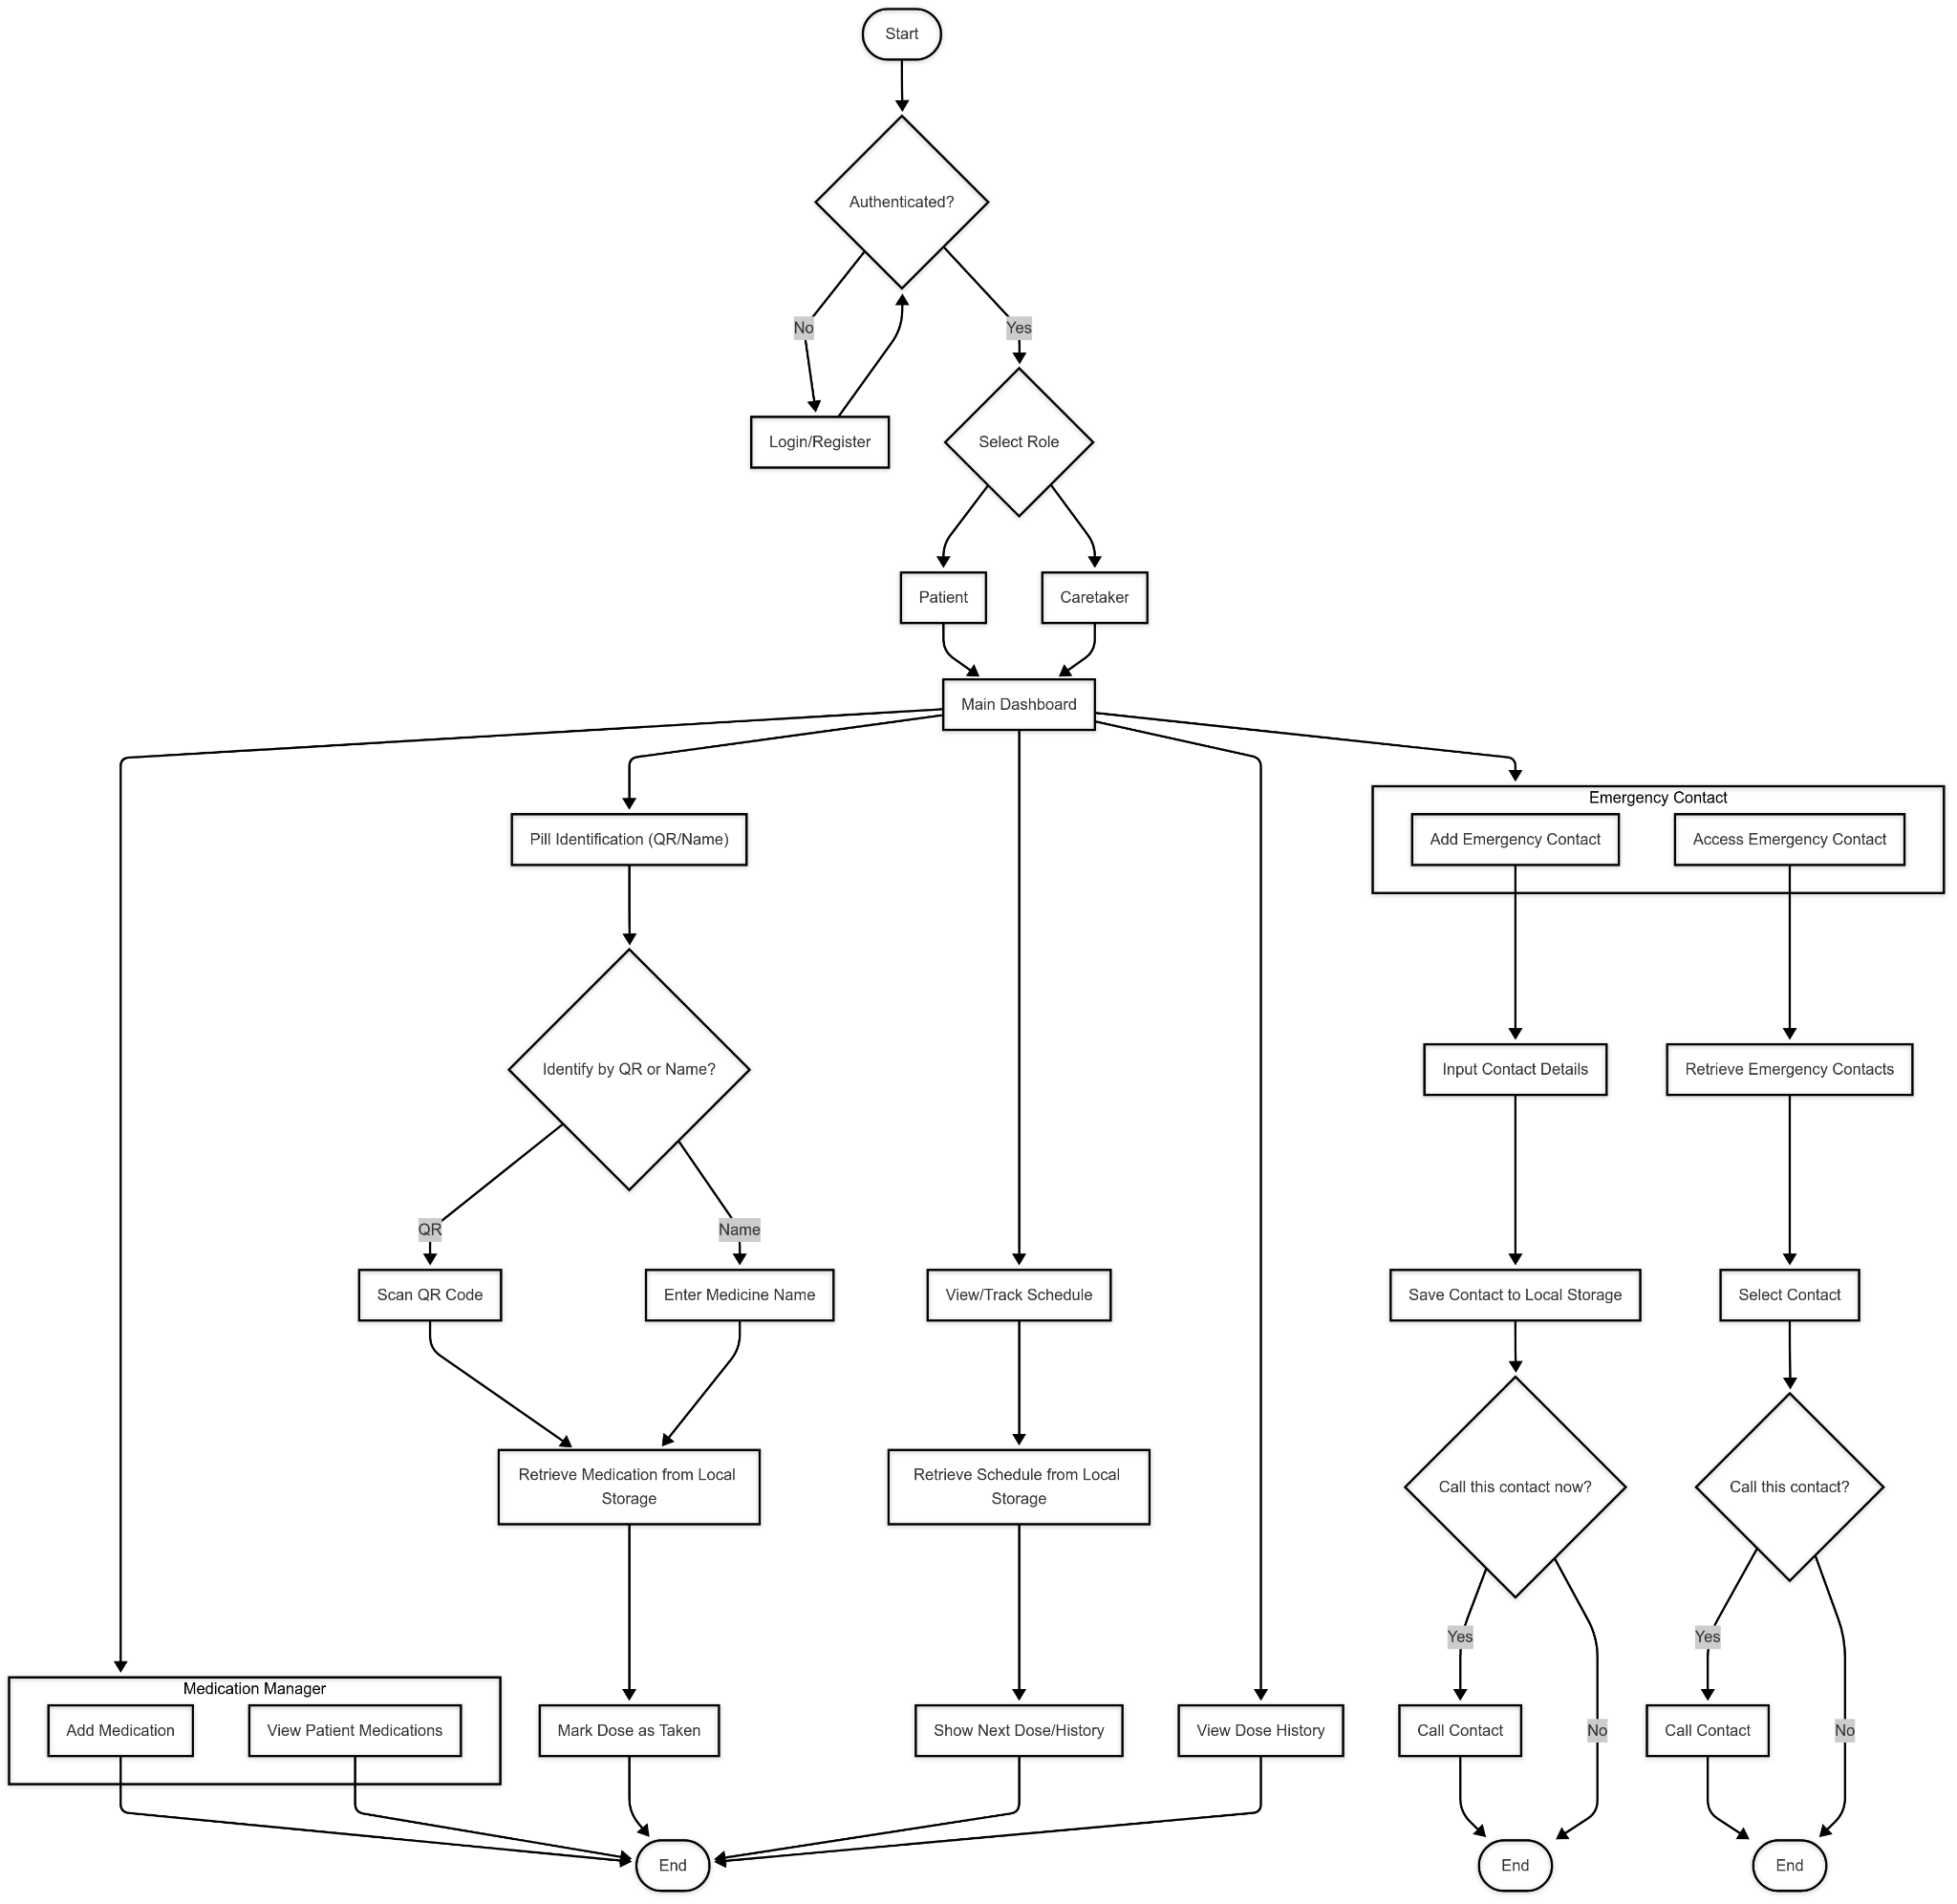 Start
Authenticated?
No
Yes
Login/Register
Select Role
Patient
Caretaker
Main Dashboard
Emergency Contact
Pill Identification (QR/Name)
Add Emergency Contact
Access Emergency Contact
Identify by QR or Name?
Input Contact Details
Retrieve Emergency Contacts
QR
Name
Scan QR Code
Enter Medicine Name
View/Track Schedule
Save Contact to Local Storage
Select Contact
Retrieve Medication from Local
Storage
Retrieve Schedule from Local
Storage
Call this contact now?
Call this contact?
Yes
Yes
Medication Manager
Add Medication
View Patient Medications
Mark Dose as Taken
Show Next Dose/History
View Dose History
Call Contact
No
Call Contact
No
End
End
End